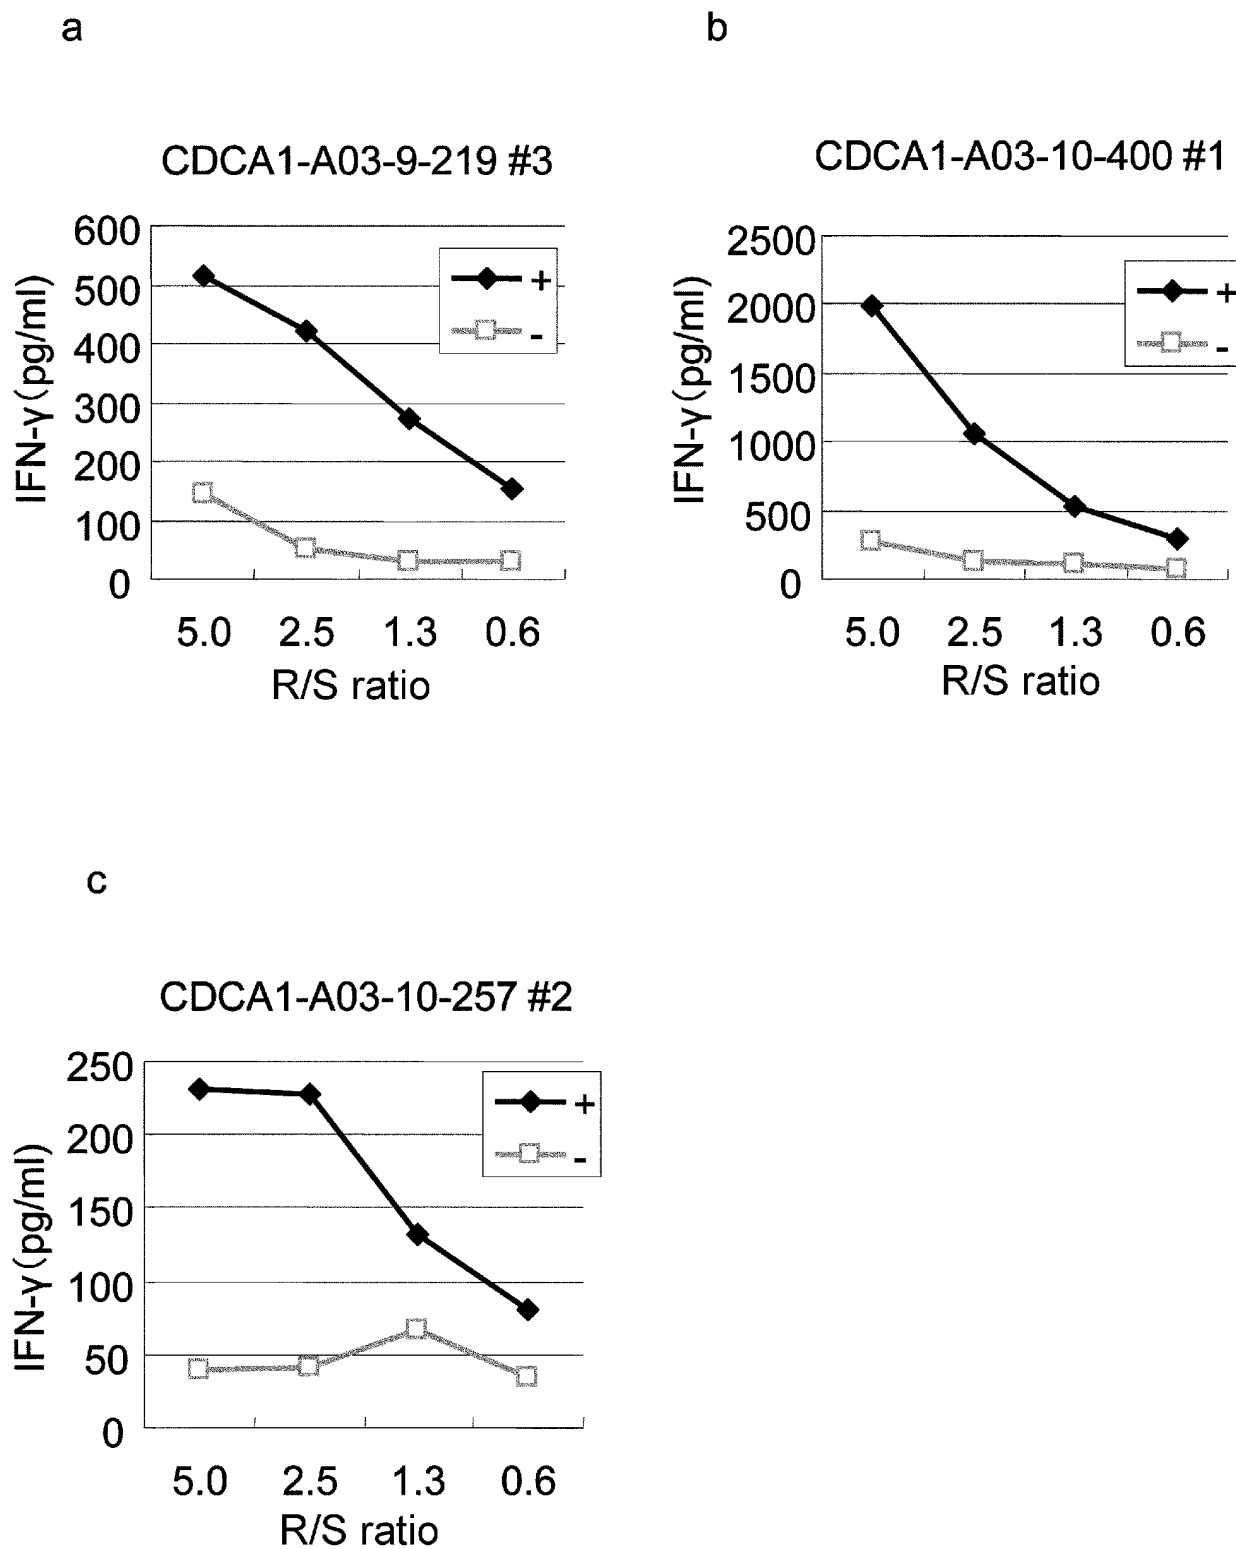 a
CDCA1-A03-9-219 #3
600
500
400
300
200
100
0
IFN-γ(pg/ml)
+
-
5.0 2.5 1.3 0.6
R/S ratio
b
CDCA1-A03-10-400 #1
2500
2000
1500
1000
500
0
IFN-γ(pg/ml)
+
-
5.0 2.5 1.3 0.6
R/S ratio
c
CDCA1-A03-10-257 #2
250
200
150
100
50
0
IFN-γ(pg/ml)
+
-
5.0 2.5 1.3 0.6
R/S ratio